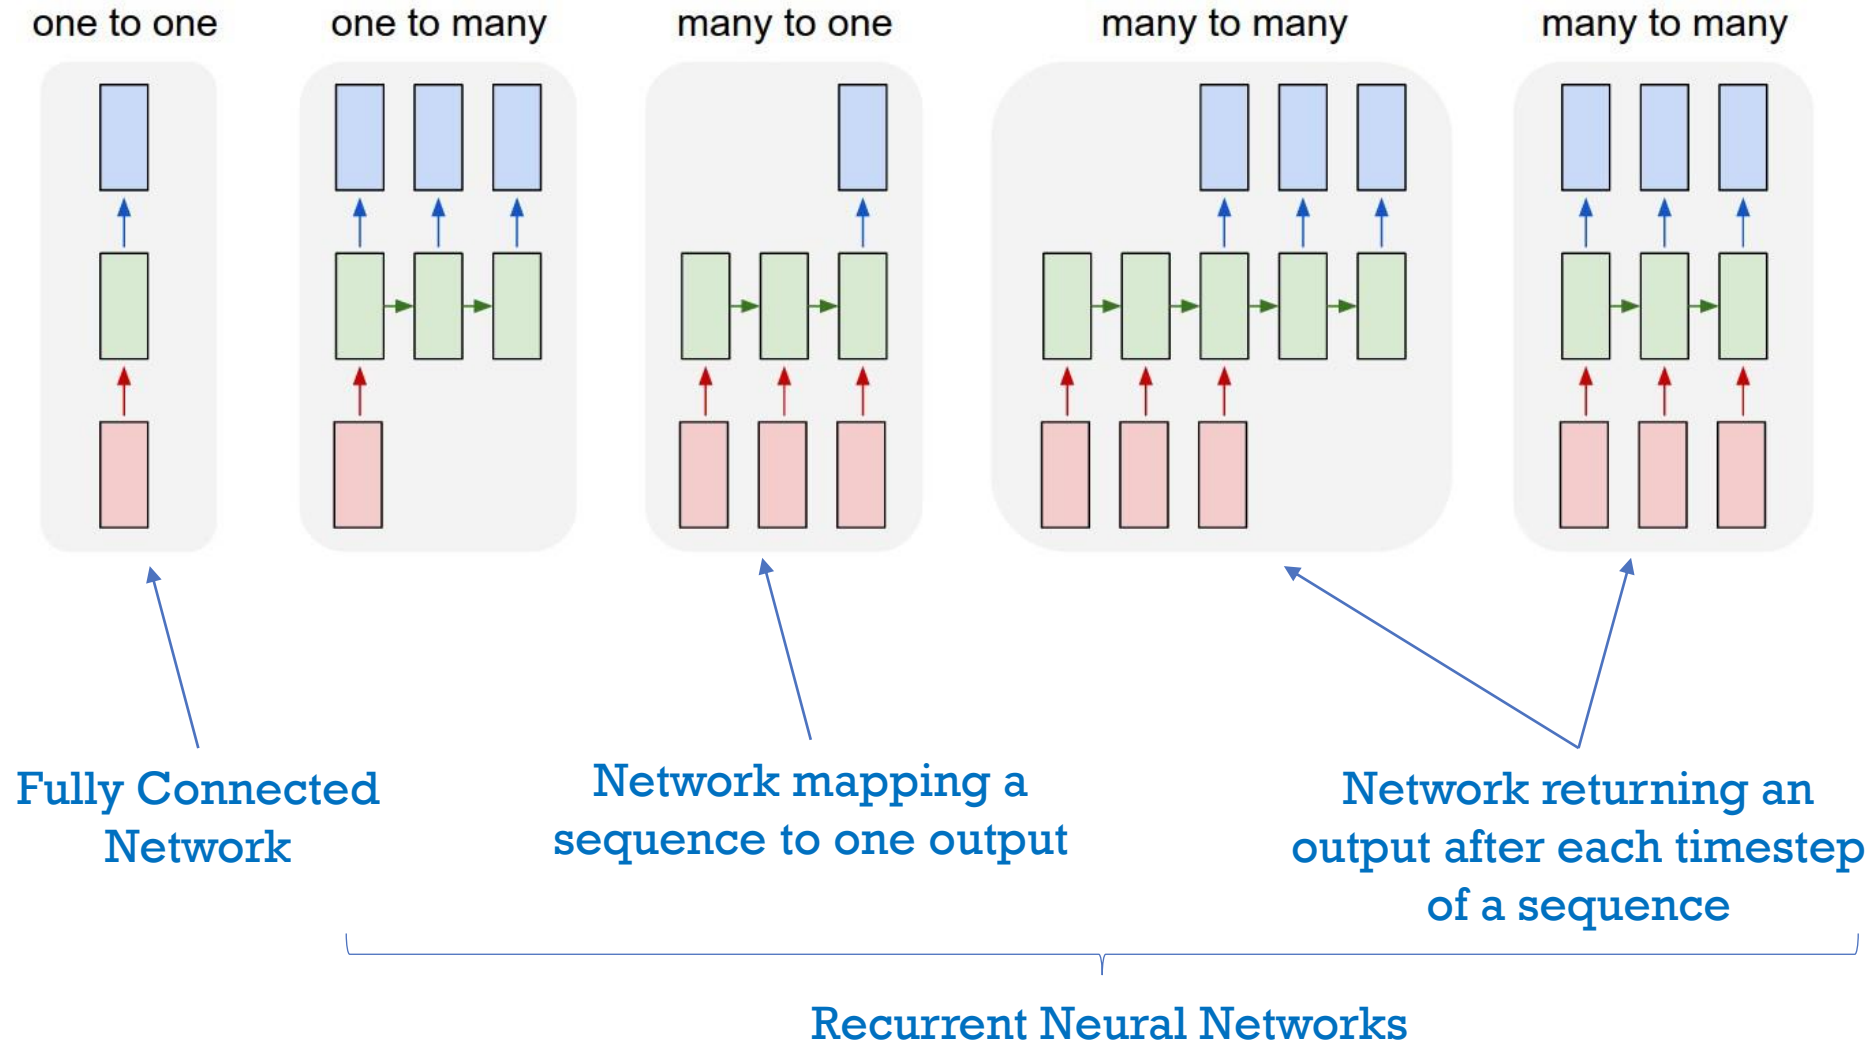 one to one
one to many
many to one
many to many
many to many
Fully Connected
Network
Network mapping a
sequence to one output
Network returning an
output after each timestep
of a sequence
Recurrent Neural Networks